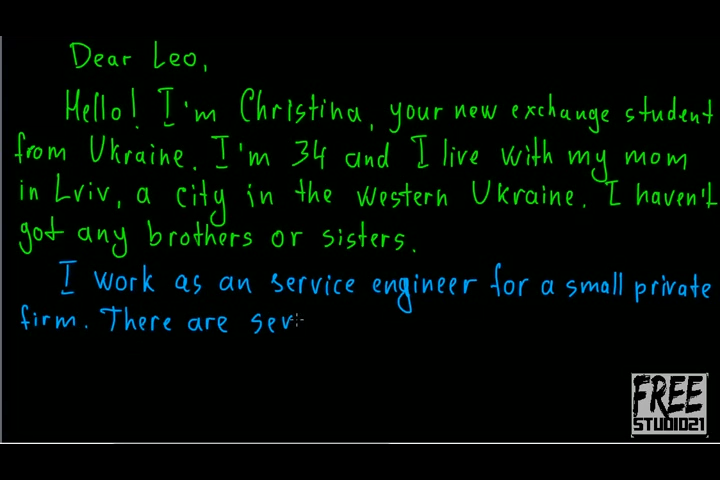 Dear Leo,
Hello! I'm Christina, your new exchange student
from Ukraine. I'm 34 and I live with my mom
in Lviv, a city in the western Ukraine. I haven't
got any brothers or sisters.
I work as an service engineer for a small private
firm. There are sev
FREE
STUDIO21